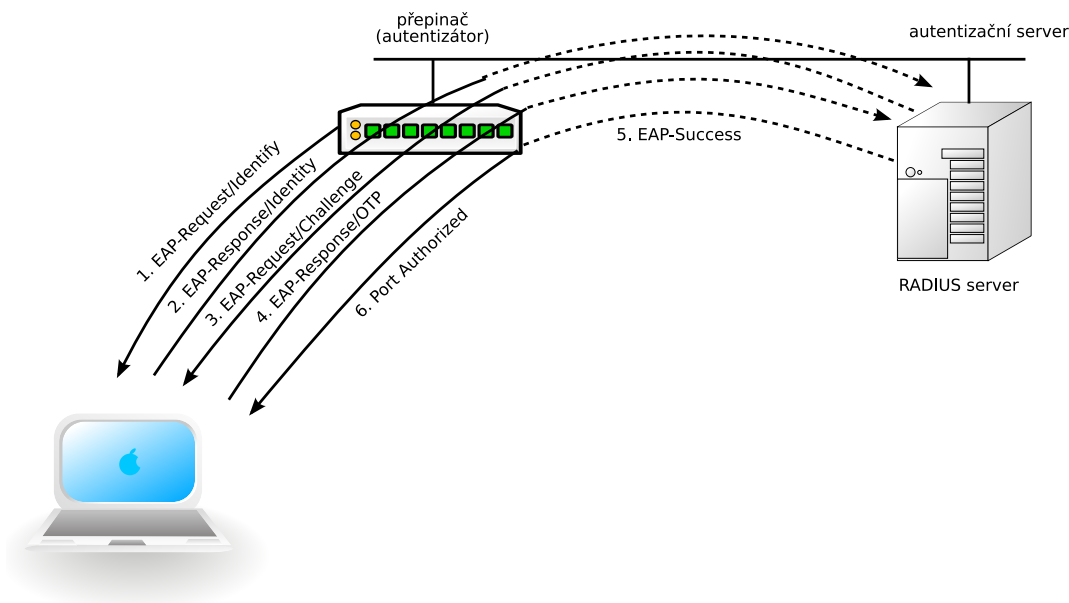 přepinač
(autentizátor)
autentizační server
5. EAP-Success
1. EAP-Request/Identify
2. EAP-Response/Identity
3. EAP-Request/Challenge
4. EAP-Response/OTP
6. Port Authorized
RADIUS server